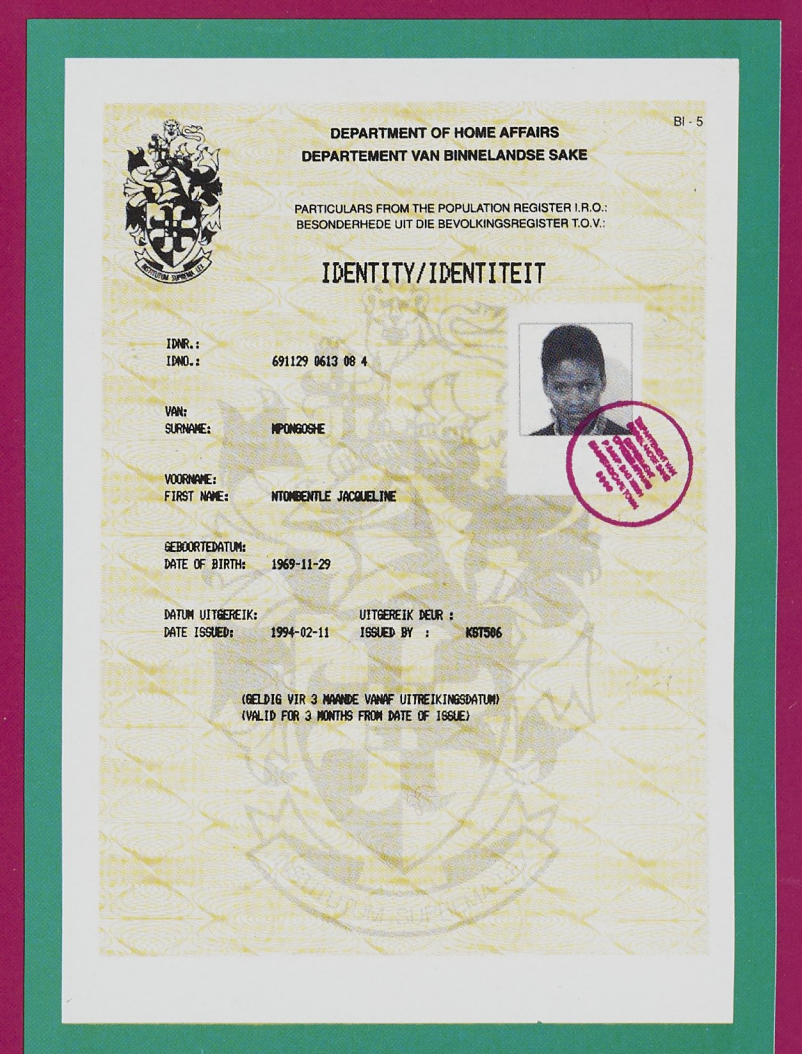 BI - 5
DEPARTMENT OF HOME AFFAIRS
DEPARTEMENT VAN BINNELANDSE SAKE
PARTICULARS FROM THE POPULATION REGISTER I.R.O.:
BESONDERHEDE UIT DIE BEVOLKINGSREGISTER T.O.V.:
IDENTITY/IDENTITEIT
IDNR.:
IDNO.: 691129 0613 08 4
VAN:
SURNAME: MPONGOSHE
VOORNAME:
FIRST NAME: NTOMBENTLE JACQUELINE
GEBOORTEDATUM:
DATE OF BIRTH: 1969-11-29
DATUM UITGEREIK: UITGEREIK DEUR :
DATE ISSUED: 1994-02-11 ISSUED BY : KST506
(GELDIG VIR 3 MAANDE VANAF UITREIKINGSDATUM)
(VALID FOR 3 MONTHS FROM DATE OF ISSUE)
INSTITUTUM SUPREMA LEX